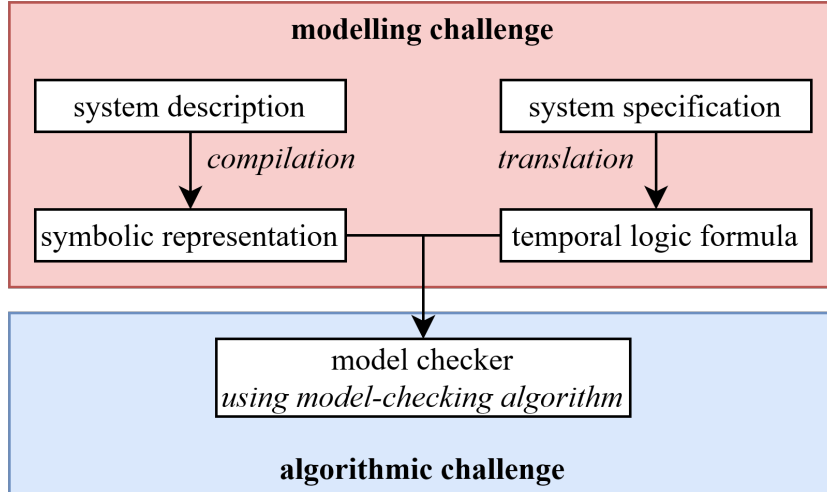 modelling challenge
system description
system specification
compilation
translation
symbolic representation
temporal logic formula
model checker
using model-checking algorithm
algorithmic challenge